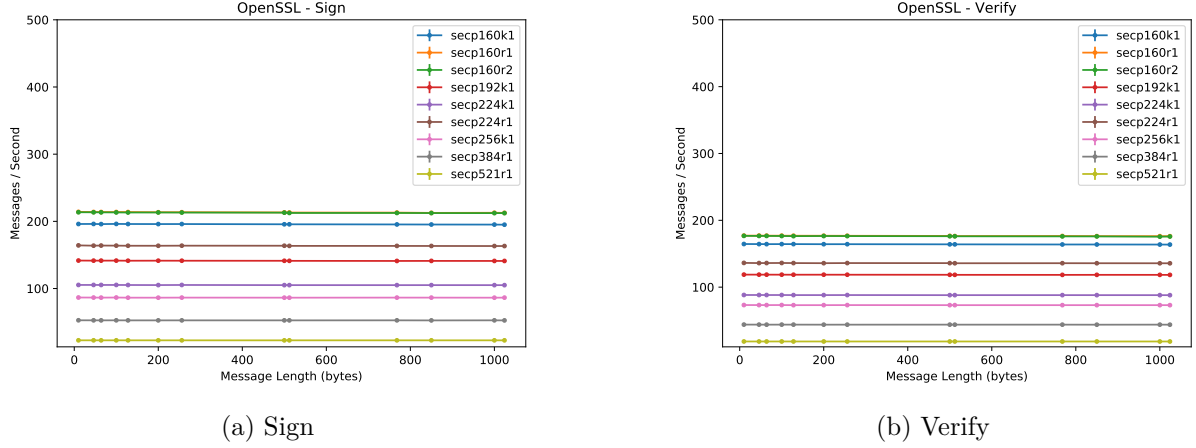 OpenSSL - Sign
500
400
300
200
100
Messages / Second
secp160k1
secp160r1
secp160r2
secp192k1
secp224k1
secp224r1
secp256k1
secp384r1
secp521r1
0 200 400 600 800 1000
Message Length (bytes)
(a) Sign
OpenSSL - Verify
500
400
300
200
100
Messages / Second
secp160k1
secp160r1
secp160r2
secp192k1
secp224k1
secp224r1
secp256k1
secp384r1
secp521r1
0 200 400 600 800 1000
Message Length (bytes)
(b) Verify